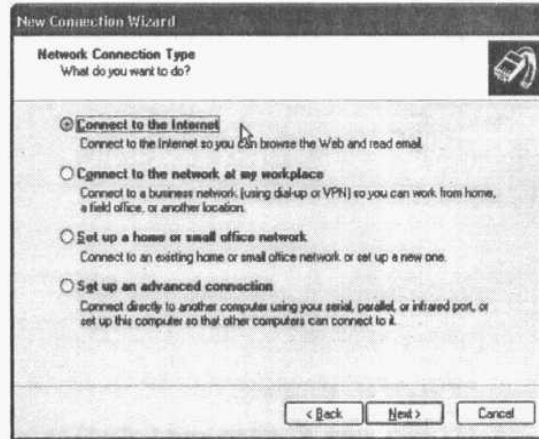 New Connection Wizard
Network Connection Type
What do you want to do?
Connect to the Internet
Connect to the Internet so you can browse the Web and read email.
Connect to the network at my workplace
Connect to a business network (using dial-up or VPN) so you can work from home,
a field office, or another location.
Set up a home or small office network
Connect to an existing home or small office network or set up a new one.
Set up an advanced connection
Connect directly to another computer using your serial, parallel, or infrared port, or
set up this computer so that other computers can connect to it.
< Back Next > Cancel